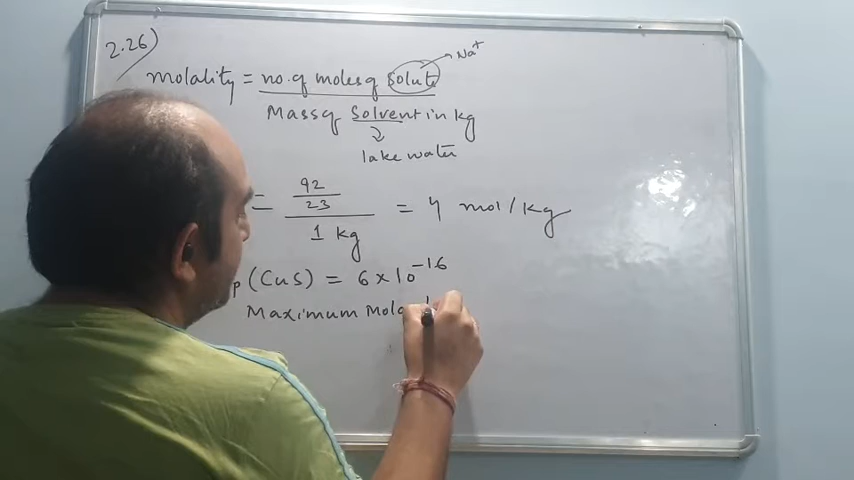 2.26)
molality = no. of moles of solute → Na⁺
Mass of Solvent in kg
lake water
= 92/23 / 1 kg = 4 mol/kg
p (CuS) = 6 × 10⁻¹⁶
Maximum